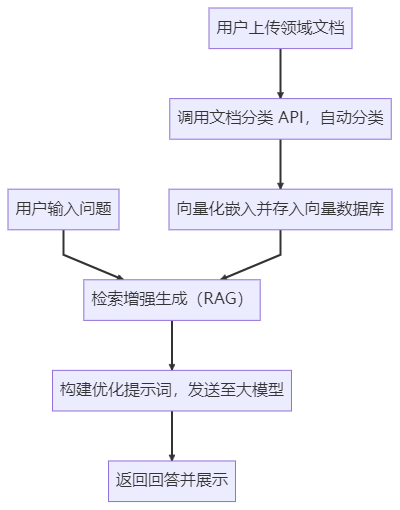 用户上传领域文档
调用文档分类 API，自动分类
用户输入问题
向量化嵌入并存入向量数据库
检索增强生成（RAG）
构建优化提示词，发送至大模型
返回回答并展示